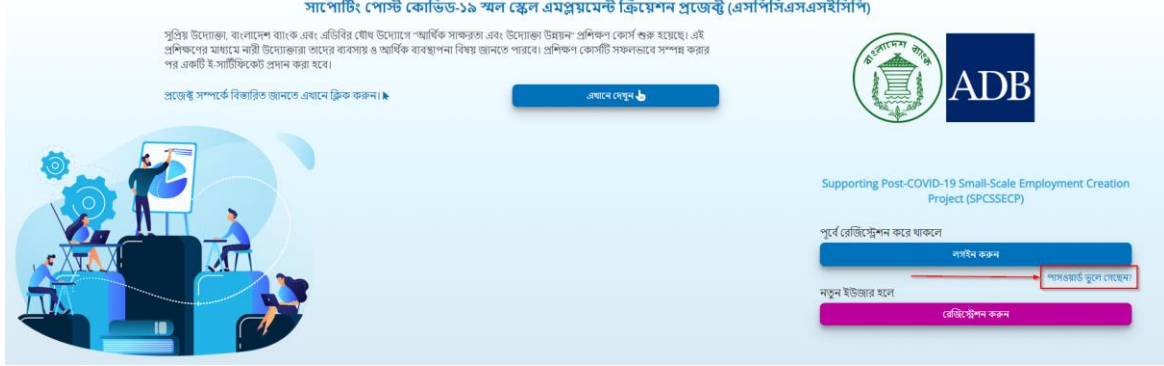 সাপোর্টিং পোস্ট কোভিড-১৯ স্মল স্কেল এমপ্লয়মেন্ট ক্রিয়েশন প্রজেক্ট (এসপিসিএসএসইসিপি)
সুপ্রিয় উদ্যোক্তা, বাংলাদেশ ব্যাংক এবং এডিবির যৌথ উদ্যোগে "আর্থিক সাক্ষরতা এবং উদ্যোক্তা উন্নয়ন" প্রশিক্ষণ কোর্স শুরু হয়েছে। এই
প্রশিক্ষণের মাধ্যমে নারী উদ্যোক্তারা তাদের ব্যবসায় ও আর্থিক ব্যবস্থাপনা বিষয় জানতে পারবে। প্রশিক্ষণ কোর্সটি সফলভাবে সম্পন্ন করার
পর একটি ই-সার্টিফিকেট প্রদান করা হবে।
প্রজেক্ট সম্পর্কে বিস্তারিত জানতে এখানে ক্লিক করুন।
এখানে দেখুন
বাংলাদেশ ব্যাংক
ADB
Supporting Post-COVID-19 Small-Scale Employment Creation
Project (SPCSSECP)
পূর্বে রেজিস্ট্রেশন করে থাকলে
লগইন করুন
পাসওয়ার্ড ভুলে গেছেন?
নতুন ইউজার হলে
রেজিস্ট্রেশন করুন